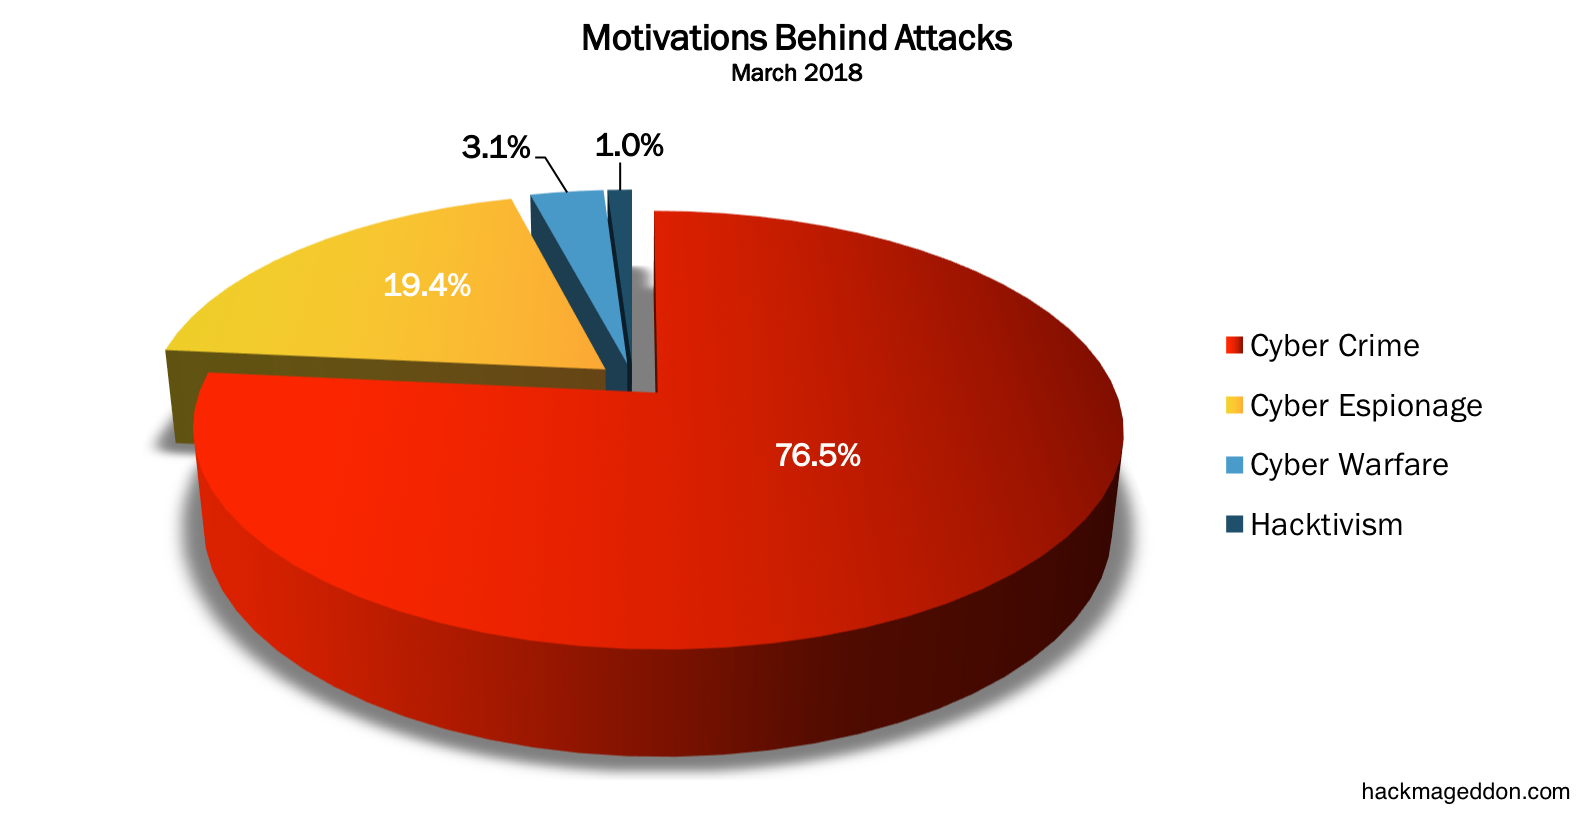 Motivations Behind Attacks
March 2018
3.1%
1.0%
19.4%
76.5%
Cyber Crime
Cyber Espionage
Cyber Warfare
Hacktivism
hackmageddon.com